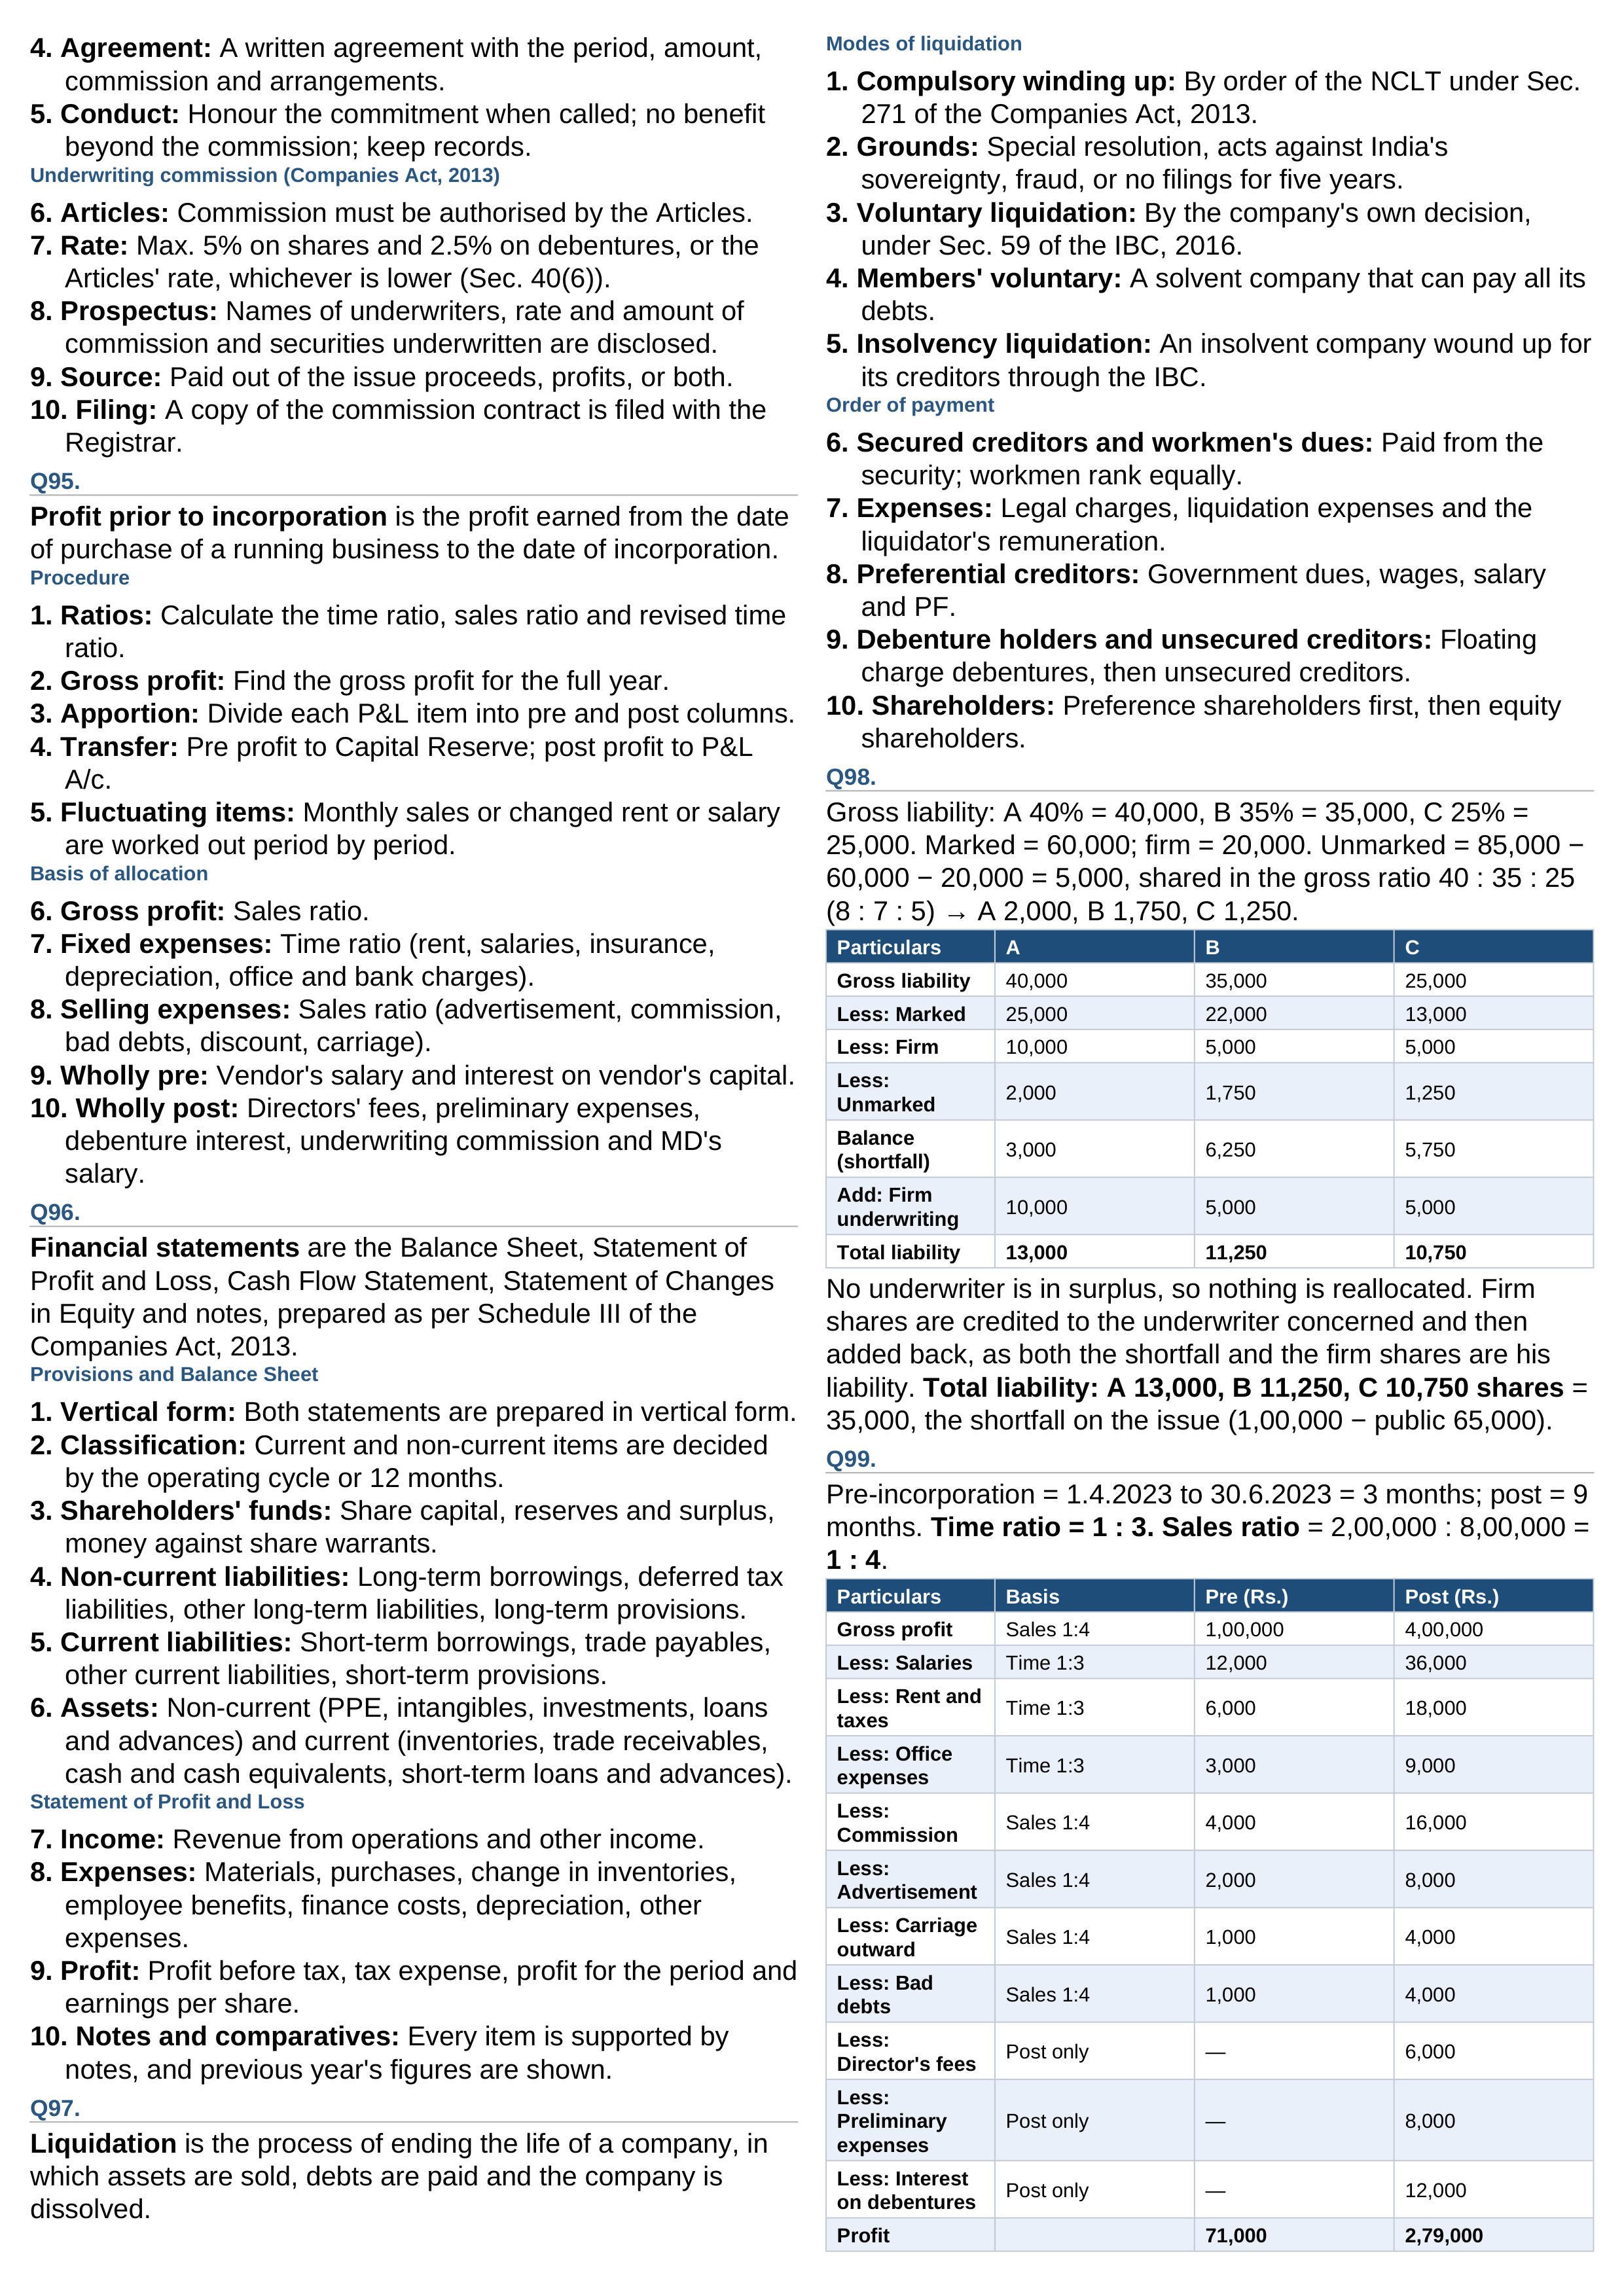 4. Agreement: A written agreement with the period, amount,
commission and arrangements.
5. Conduct: Honour the commitment when called; no benefit
beyond the commission; keep records.
Underwriting commission (Companies Act, 2013)
6. Articles: Commission must be authorised by the Articles.
7. Rate: Max. 5% on shares and 2.5% on debentures, or the
Articles' rate, whichever is lower (Sec. 40(6)).
8. Prospectus: Names of underwriters, rate and amount of
commission and securities underwritten are disclosed.
9. Source: Paid out of the issue proceeds, profits, or both.
10. Filing: A copy of the commission contract is filed with the
Registrar.
Q95.
Profit prior to incorporation is the profit earned from the date
of purchase of a running business to the date of incorporation.
Procedure
1. Ratios: Calculate the time ratio, sales ratio and revised time
ratio.
2. Gross profit: Find the gross profit for the full year.
3. Apportion: Divide each P&L item into pre and post columns.
4. Transfer: Pre profit to Capital Reserve; post profit to P&L
A/c.
5. Fluctuating items: Monthly sales or changed rent or salary
are worked out period by period.
Basis of allocation
6. Gross profit: Sales ratio.
7. Fixed expenses: Time ratio (rent, salaries, insurance,
depreciation, office and bank charges).
8. Selling expenses: Sales ratio (advertisement, commission,
bad debts, discount, carriage).
9. Wholly pre: Vendor's salary and interest on vendor's capital.
10. Wholly post: Directors' fees, preliminary expenses,
debenture interest, underwriting commission and MD's
salary.
Q96.
Financial statements are the Balance Sheet, Statement of
Profit and Loss, Cash Flow Statement, Statement of Changes
in Equity and notes, prepared as per Schedule III of the
Companies Act, 2013.
Provisions and Balance Sheet
1. Vertical form: Both statements are prepared in vertical form.
2. Classification: Current and non-current items are decided
by the operating cycle or 12 months.
3. Shareholders' funds: Share capital, reserves and surplus,
money against share warrants.
4. Non-current liabilities: Long-term borrowings, deferred tax
liabilities, other long-term liabilities, long-term provisions.
5. Current liabilities: Short-term borrowings, trade payables,
other current liabilities, short-term provisions.
6. Assets: Non-current (PPE, intangibles, investments, loans
and advances) and current (inventories, trade receivables,
cash and cash equivalents, short-term loans and advances).
Statement of Profit and Loss
7. Income: Revenue from operations and other income.
8. Expenses: Materials, purchases, change in inventories,
employee benefits, finance costs, depreciation, other
expenses.
9. Profit: Profit before tax, tax expense, profit for the period and
earnings per share.
10. Notes and comparatives: Every item is supported by
notes, and previous year's figures are shown.
Q97.
Liquidation is the process of ending the life of a company, in
which assets are sold, debts are paid and the company is
dissolved.
Modes of liquidation
1. Compulsory winding up: By order of the NCLT under Sec.
271 of the Companies Act, 2013.
2. Grounds: Special resolution, acts against India's
sovereignty, fraud, or no filings for five years.
3. Voluntary liquidation: By the company's own decision,
under Sec. 59 of the IBC, 2016.
4. Members' voluntary: A solvent company that can pay all its
debts.
5. Insolvency liquidation: An insolvent company wound up for
its creditors through the IBC.
Order of payment
6. Secured creditors and workmen's dues: Paid from the
security; workmen rank equally.
7. Expenses: Legal charges, liquidation expenses and the
liquidator's remuneration.
8. Preferential creditors: Government dues, wages, salary
and PF.
9. Debenture holders and unsecured creditors: Floating
charge debentures, then unsecured creditors.
10. Shareholders: Preference shareholders first, then equity
shareholders.
Q98.
Gross liability: A 40% = 40,000, B 35% = 35,000, C 25% =
25,000. Marked = 60,000; firm = 20,000. Unmarked = 85,000 −
60,000 − 20,000 = 5,000, shared in the gross ratio 40 : 35 : 25
(8 : 7 : 5) → A 2,000, B 1,750, C 1,250.
Particulars A B C
Gross liability 40,000 35,000 25,000
Less: Marked 25,000 22,000 13,000
Less: Firm 10,000 5,000 5,000
Less:
Unmarked 2,000 1,750 1,250
Balance
(shortfall) 3,000 6,250 5,750
Add: Firm
underwriting 10,000 5,000 5,000
Total liability 13,000 11,250 10,750
No underwriter is in surplus, so nothing is reallocated. Firm
shares are credited to the underwriter concerned and then
added back, as both the shortfall and the firm shares are his
liability. Total liability: A 13,000, B 11,250, C 10,750 shares =
35,000, the shortfall on the issue (1,00,000 − public 65,000).
Q99.
Pre-incorporation = 1.4.2023 to 30.6.2023 = 3 months; post = 9
months. Time ratio = 1 : 3. Sales ratio = 2,00,000 : 8,00,000 =
1 : 4.
Particulars Basis Pre (Rs.) Post (Rs.)
Gross profit Sales 1:4 1,00,000 4,00,000
Less: Salaries Time 1:3 12,000 36,000
Less: Rent and
taxes Time 1:3 6,000 18,000
Less: Office
expenses Time 1:3 3,000 9,000
Less:
Commission Sales 1:4 4,000 16,000
Less:
Advertisement Sales 1:4 2,000 8,000
Less: Carriage
outward Sales 1:4 1,000 4,000
Less: Bad
debts Sales 1:4 1,000 4,000
Less:
Director's fees Post only — 6,000
Less:
Preliminary
expenses Post only — 8,000
Less: Interest
on debentures Post only — 12,000
Profit 71,000 2,79,000